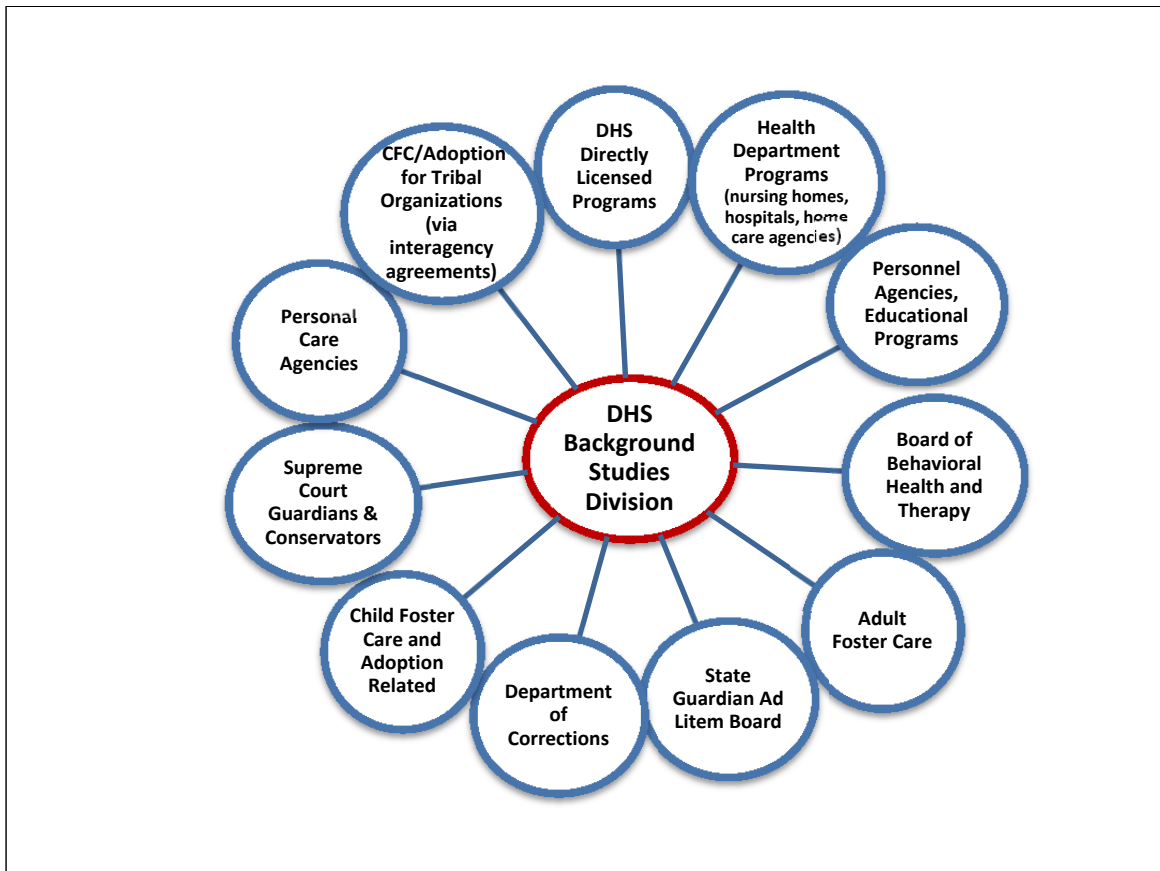 DHS
Directly
Licensed
Programs
Health
Department
Programs
(nursing homes,
hospitals, home
care agencies)
Personnel
Agencies,
Educational
Programs
Board of
Behavioral
Health and
Therapy
Adult
Foster Care
State
Guardian Ad
Litem Board
Department
of
Corrections
Child Foster
Care and
Adoption
Related
Supreme
Court
Guardians &
Conservators
Personal
Care
Agencies
CFC/Adoption
for Tribal
Organizations
(via
interagency
agreements)
DHS
Background
Studies
Division